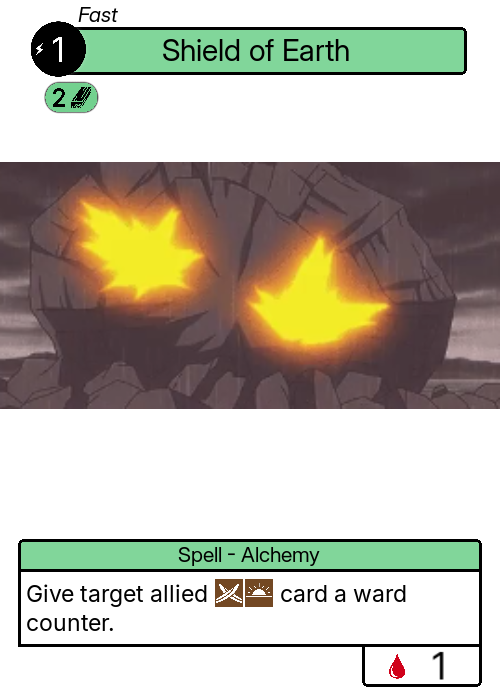 Fast
1
Shield of Earth
2
Spell - Alchemy
Give target allied card a ward
counter.
1